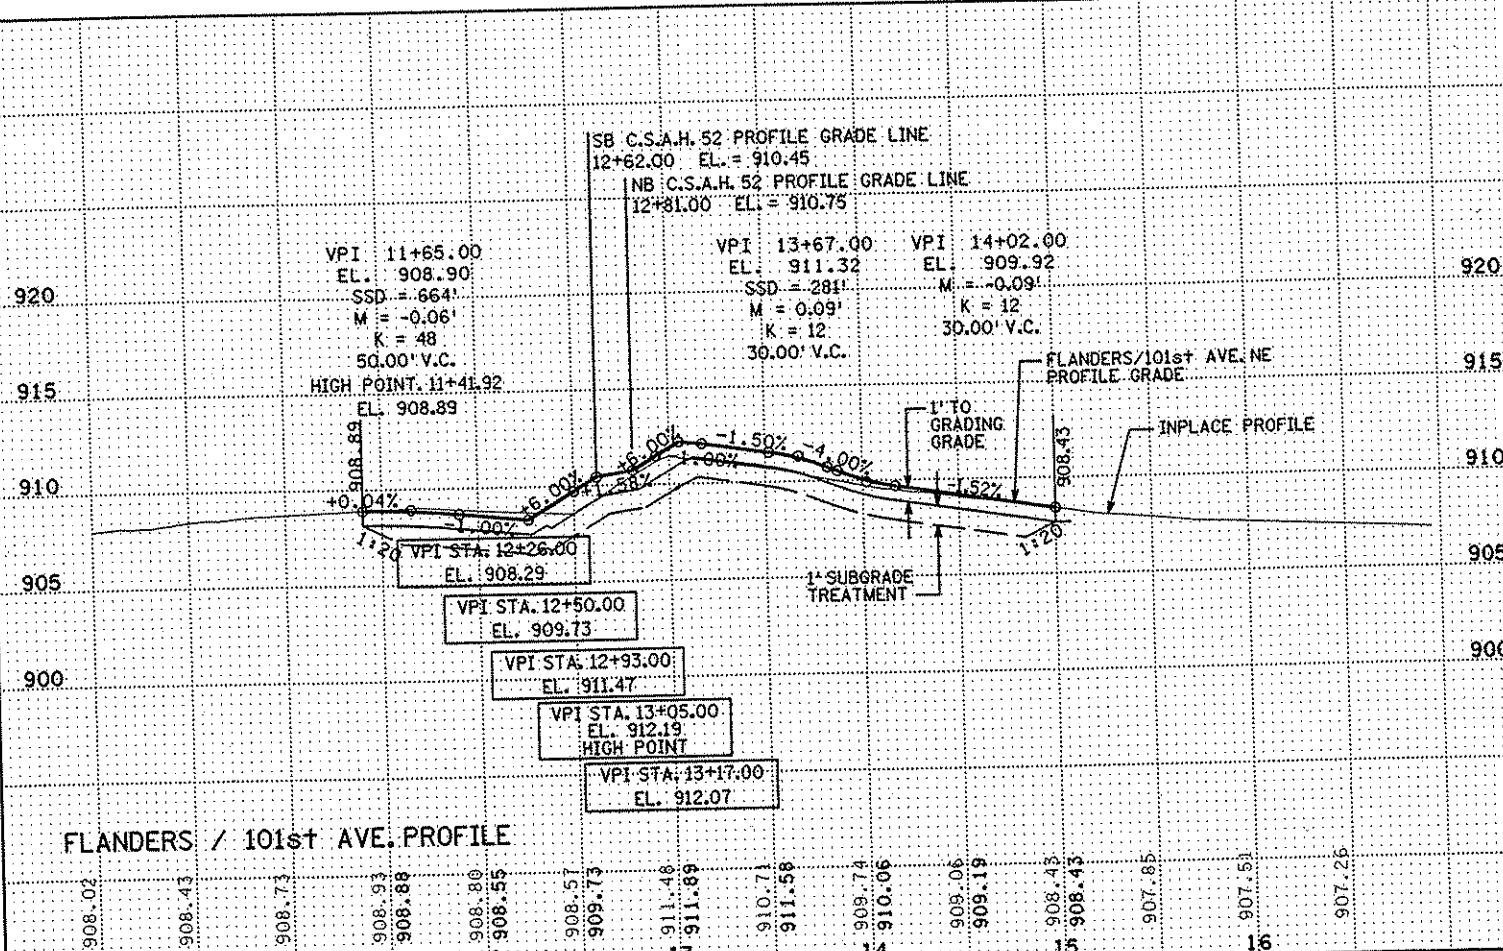 SB C.S.A.H. 52 PROFILE GRADE LINE
12+62.00 EL. = 910.45
NB C.S.A.H. 52 PROFILE GRADE LINE
12+81.00 EL. = 910.75
VPI 11+65.00
EL. 908.90
SSD = 664'
M = -0.06'
K = 48
50.00' V.C.
HIGH POINT. 11+41.92
EL. 908.89
VPI 13+67.00
EL. 911.32
SSD = 281'
M = 0.09'
K = 12
30.00' V.C.
VPI 14+02.00
EL. 909.92
M = -0.09'
K = 12
30.00' V.C.
920
915
910
905
900
920
915
910
905
900
FLANDERS/101st AVE. NE
PROFILE GRADE
1' TO
GRADING
GRADE
INPLACE PROFILE
1' SUBGRADE
TREATMENT
908.89
908.43
+0.04%
-1.00%
+6.00%
+1.58%
+6.00%
-1.00%
-1.50%
-4.00%
-1.52%
1:20
1:20
VPI STA. 12+26.00
EL. 908.29
VPI STA. 12+50.00
EL. 909.73
VPI STA. 12+93.00
EL. 911.47
VPI STA. 13+05.00
EL. 912.19
HIGH POINT
VPI STA. 13+17.00
EL. 912.07
FLANDERS / 101st AVE. PROFILE
908.02
908.43
908.73
908.93
908.88
908.80
908.55
908.57
909.73
911.48
911.89
910.71
911.58
909.74
910.06
909.06
909.19
908.43
908.43
907.85
907.51
907.26
14
15
16